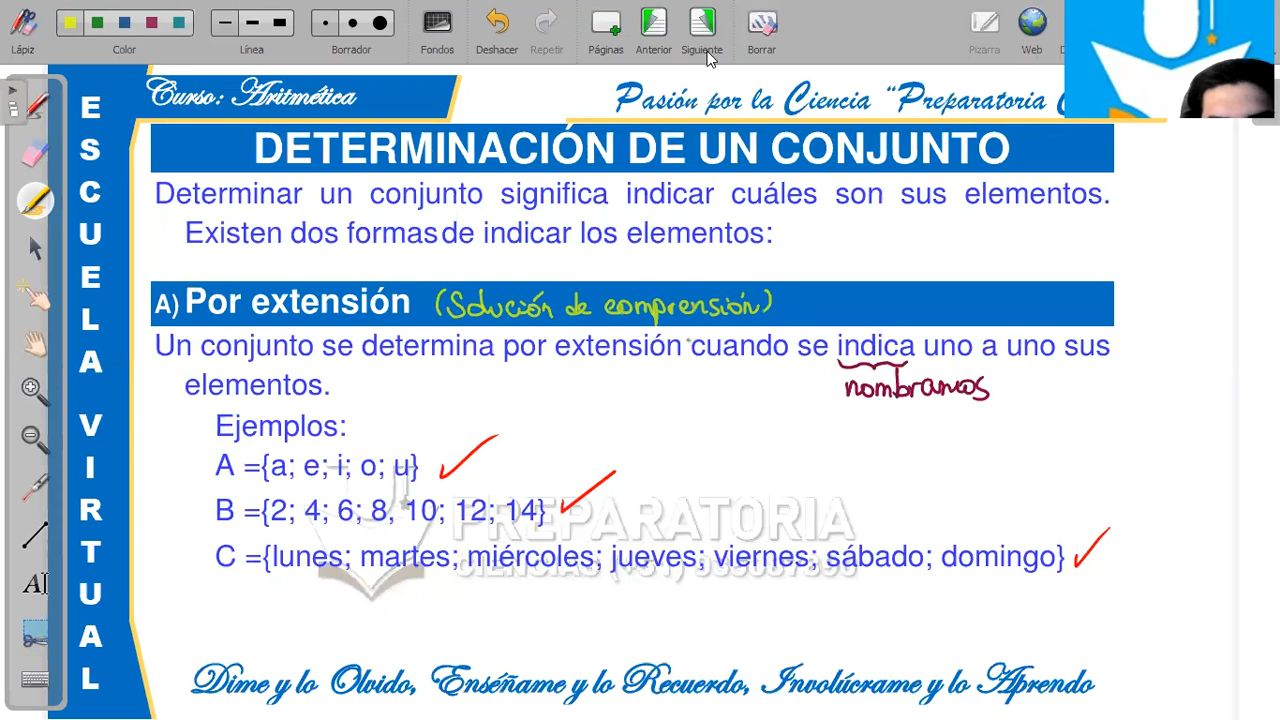 Lápiz
Color
Línea
Borrador
Fondos
Deshacer
Repetir
Páginas
Anterior
Siguiente
Borrar
Pizarra
Web
Curso: Aritmética
Pasión por la Ciencia “Preparatoria
ESCUELA VIRTUAL
DETERMINACIÓN DE UN CONJUNTO
Determinar un conjunto significa indicar cuáles son sus elementos.
Existen dos formas de indicar los elementos:
A) Por extensión (Solución de comprensión)
Un conjunto se determina por extensión cuando se indica uno a uno sus
nombramos
elementos.
Ejemplos:
A ={a; e; i; o; u}
B ={2; 4; 6; 8, 10; 12; 14}
PREPARATORIA
C ={lunes; martes; miércoles; jueves; viernes; sábado; domingo}
CIENCIAS
Dime y lo Olvido, Enséñame y lo Recuerdo, Involúcrame y lo Aprendo